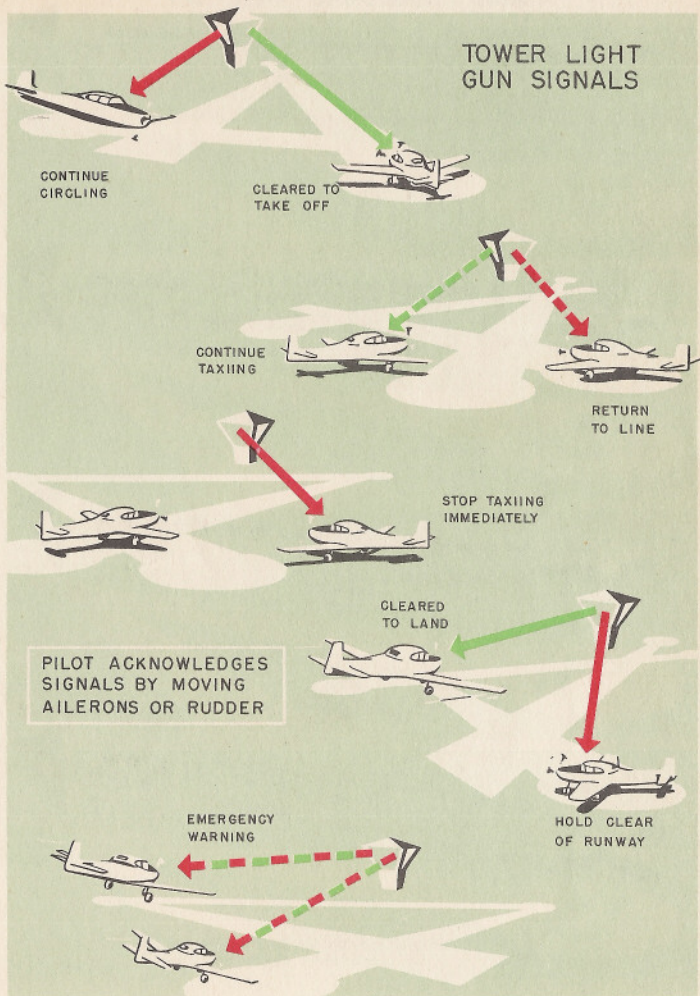 TOWER LIGHT
GUN SIGNALS
CONTINUE
CIRCLING
CLEARED TO
TAKE OFF
CONTINUE
TAXIING
RETURN
TO LINE
STOP TAXIING
IMMEDIATELY
CLEARED
TO LAND
PILOT ACKNOWLEDGES
SIGNALS BY MOVING
AILERONS OR RUDDER
HOLD CLEAR
OF RUNWAY
EMERGENCY
WARNING